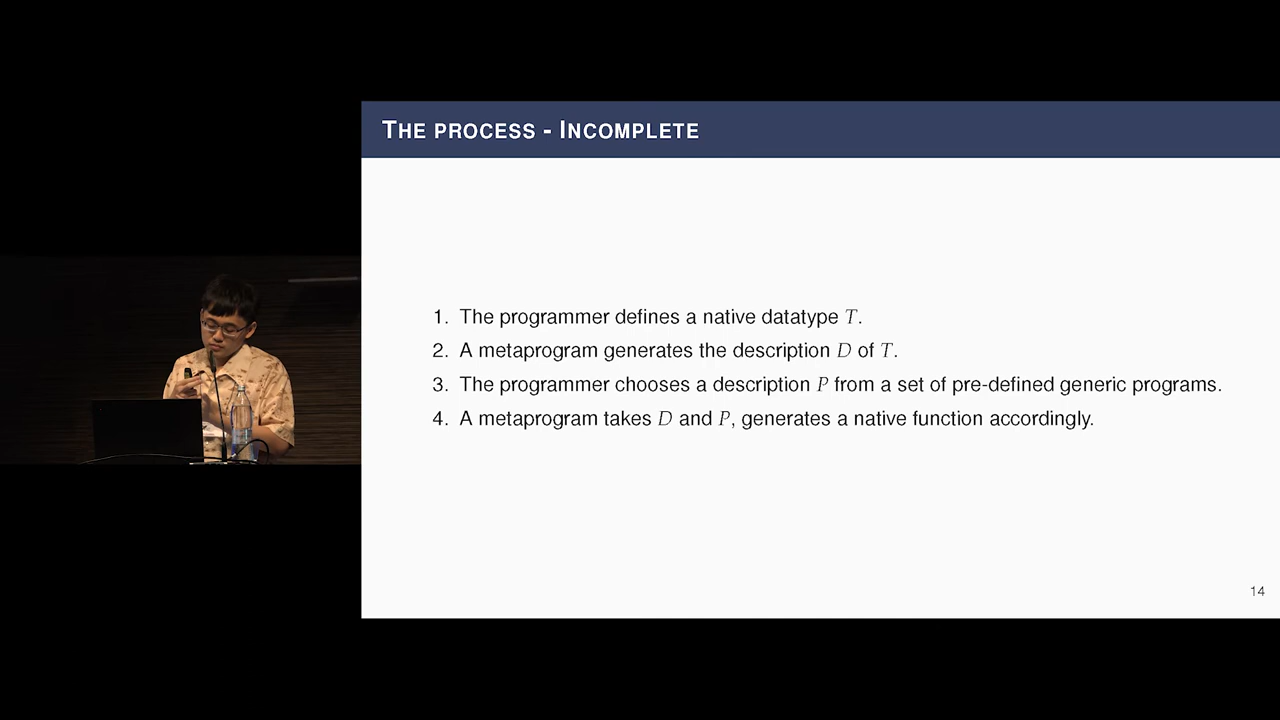 THE PROCESS - INCOMPLETE
1. The programmer defines a native datatype T.
2. A metaprogram generates the description D of T.
3. The programmer chooses a description P from a set of pre-defined generic programs.
4. A metaprogram takes D and P, generates a native function accordingly.
14